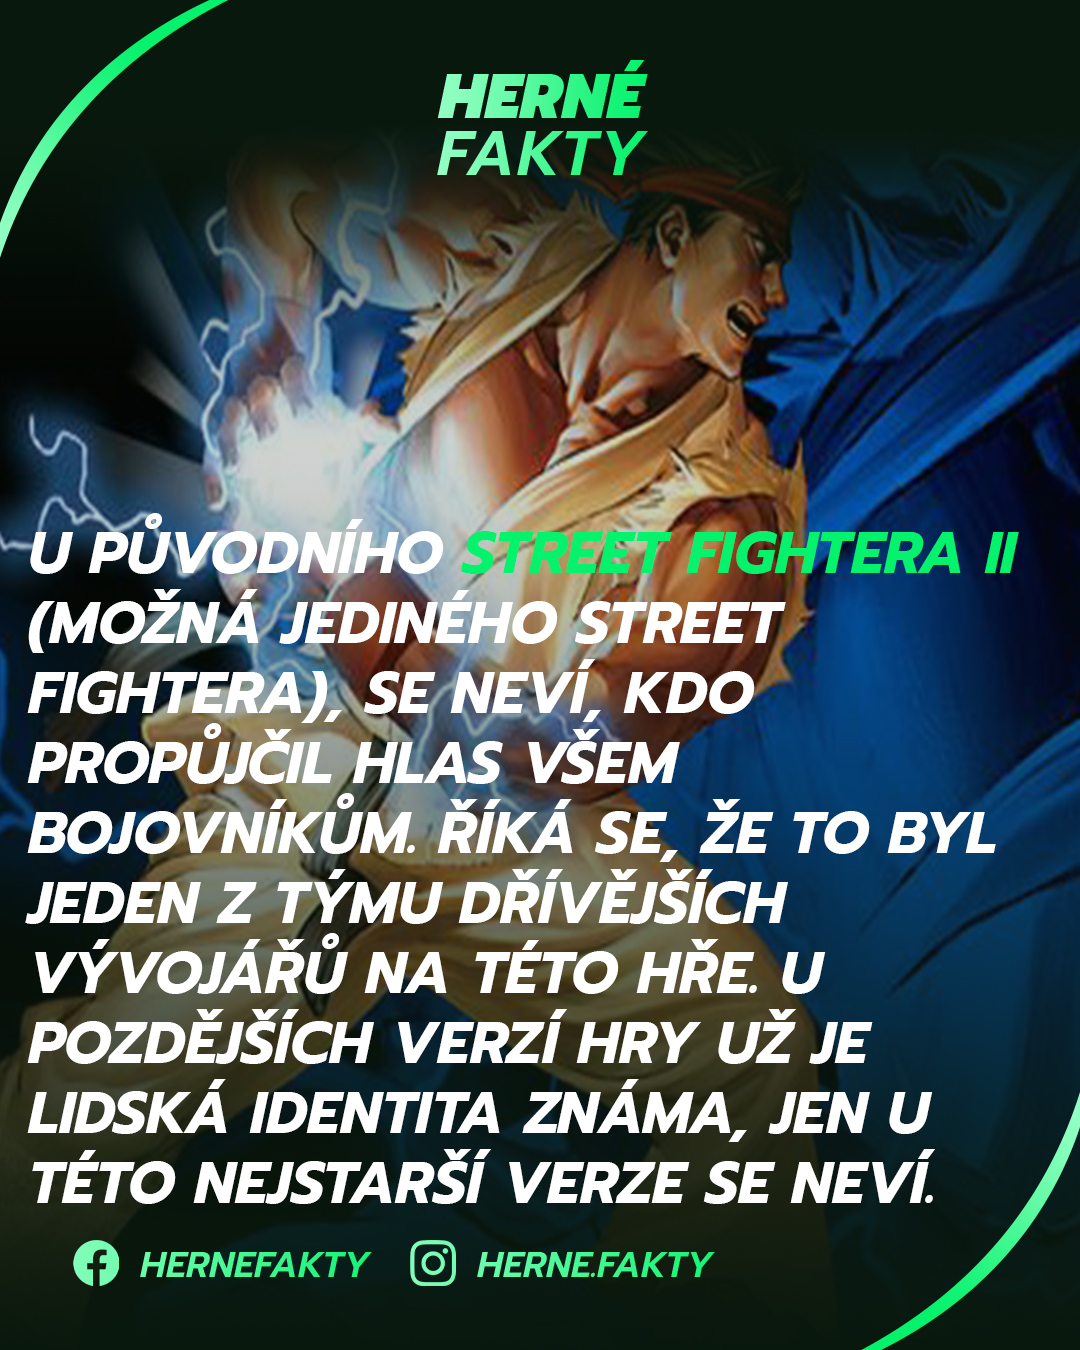 HERNÉ
FAKTY
U PŮVODNÍHO STREET FIGHTERA II
(MOŽNÁ JEDINÉHO STREET
FIGHTERA), SE NEVÍ, KDO
PROPŮJČIL HLAS VŠEM
BOJOVNÍKŮM. ŘÍKÁ SE, ŽE TO BYL
JEDEN Z TÝMU DŘÍVĚJŠÍCH
VÝVOJÁŘŮ NA TÉTO HŘE. U
POZDĚJŠÍCH VERZÍ HRY UŽ JE
LIDSKÁ IDENTITA ZNÁMA, JEN U
TÉTO NEJSTARŠÍ VERZE SE NEVÍ.
HERNEFAKTY HERNE.FAKTY